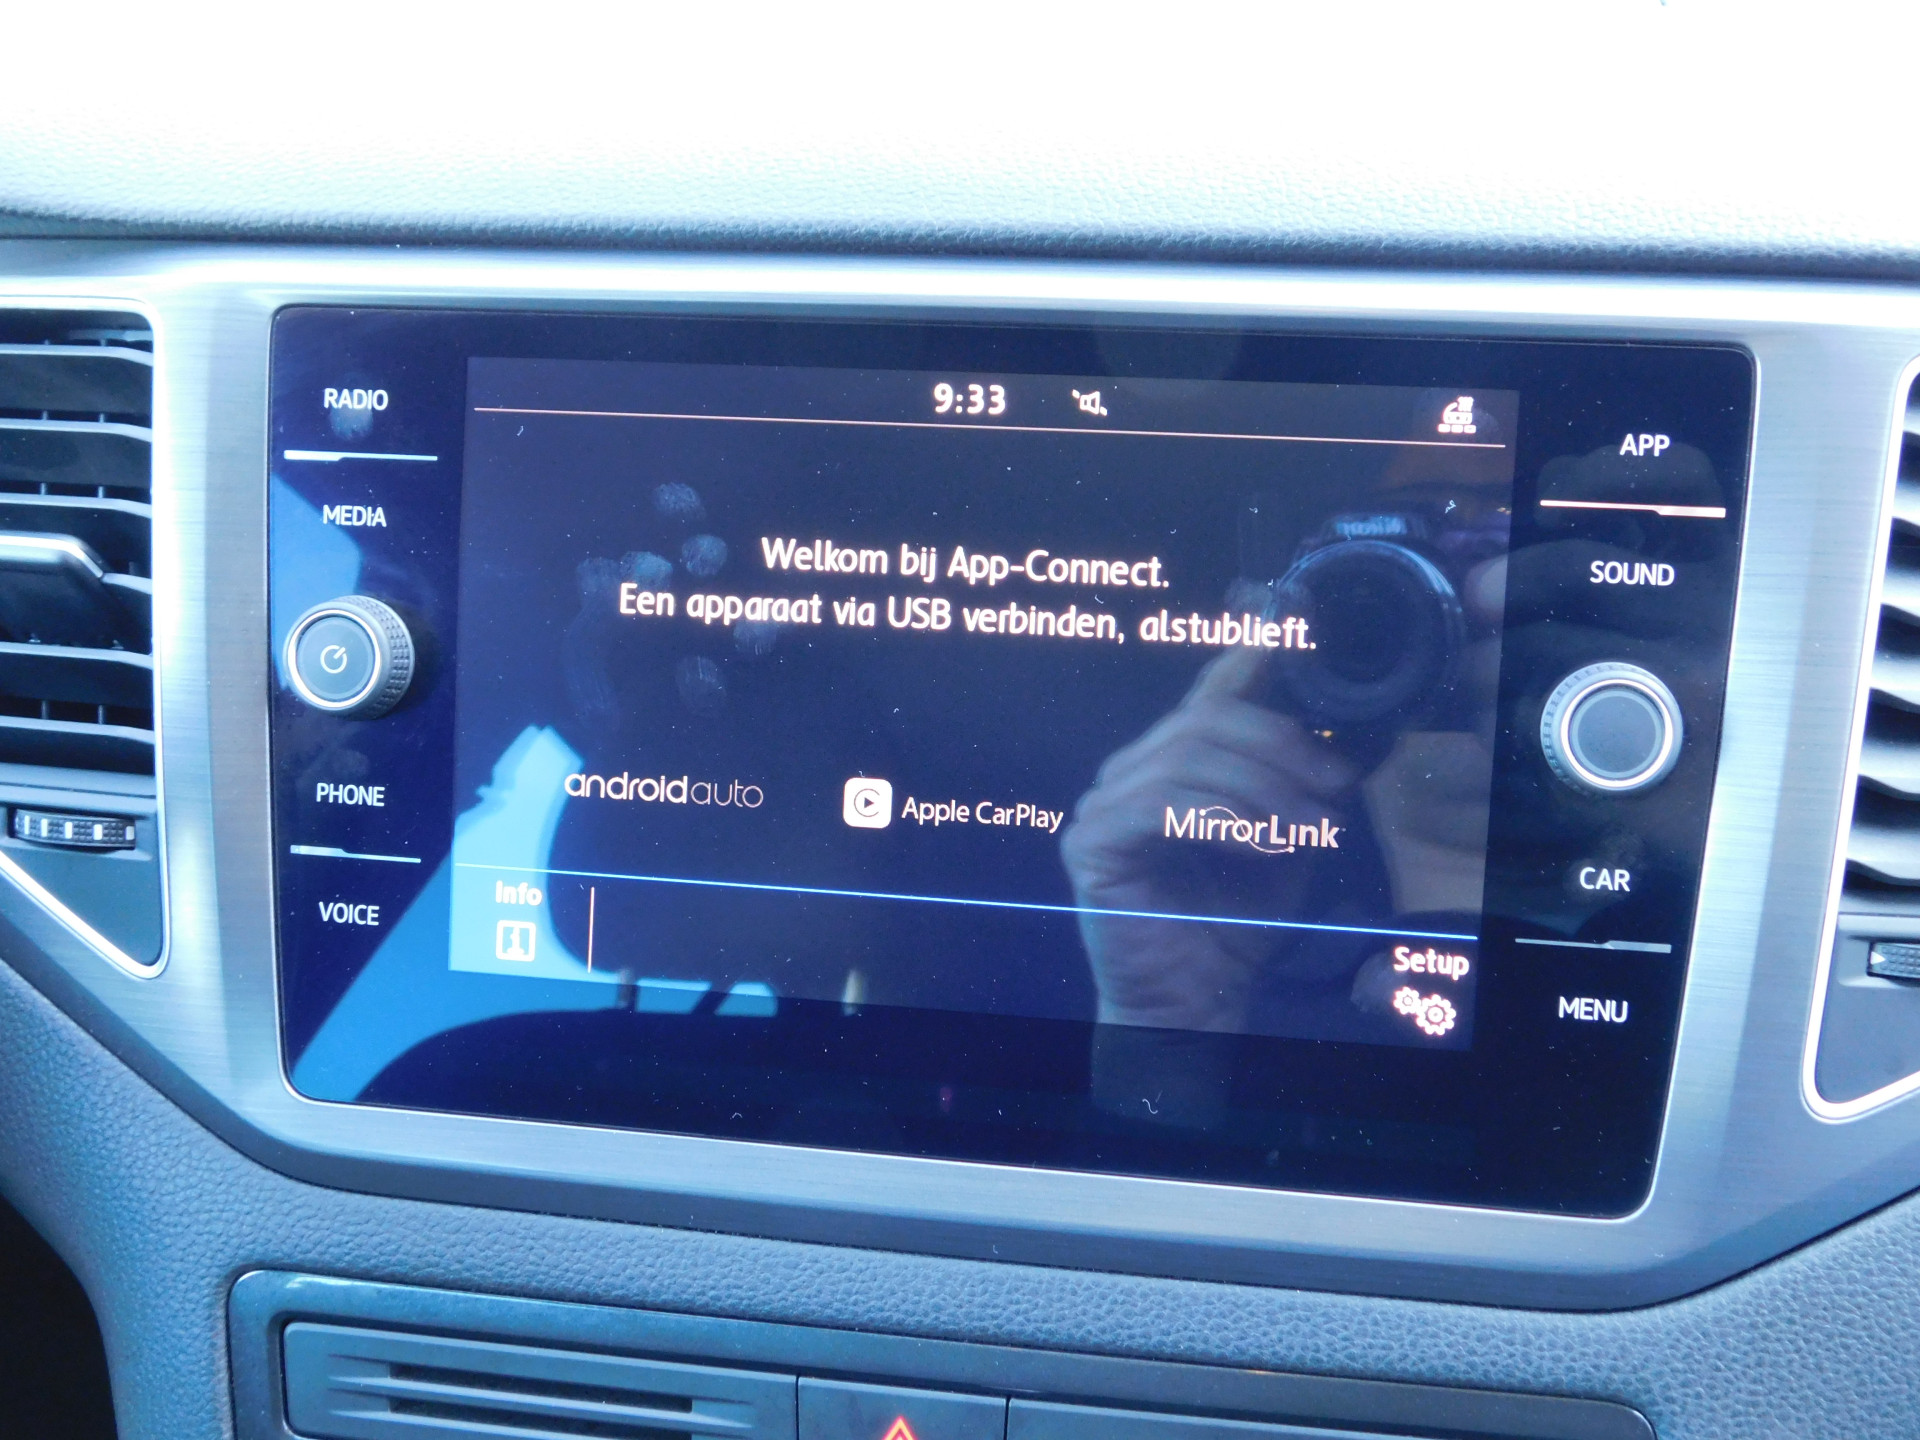 RADIO
MEDIA
PHONE
VOICE
9:33
Welkom bij App-Connect.
Een apparaat via USB verbinden, alstublieft.
androidauto
Apple CarPlay
MirrorLink
Info
Setup
APP
SOUND
CAR
MENU
Nikon